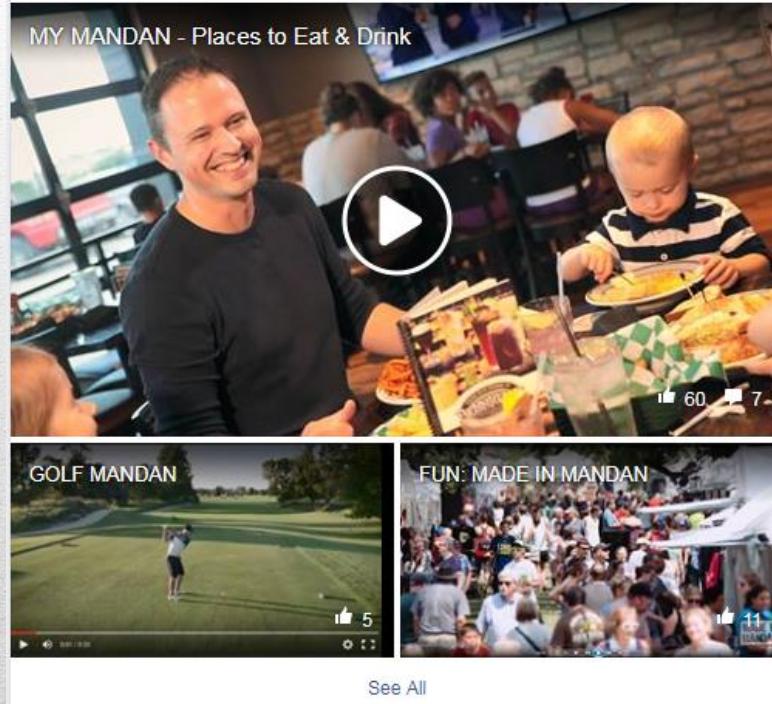 MY MANDAN - Places to Eat & Drink
60 7
GOLF MANDAN
5
FUN: MADE IN MANDAN
11
See All